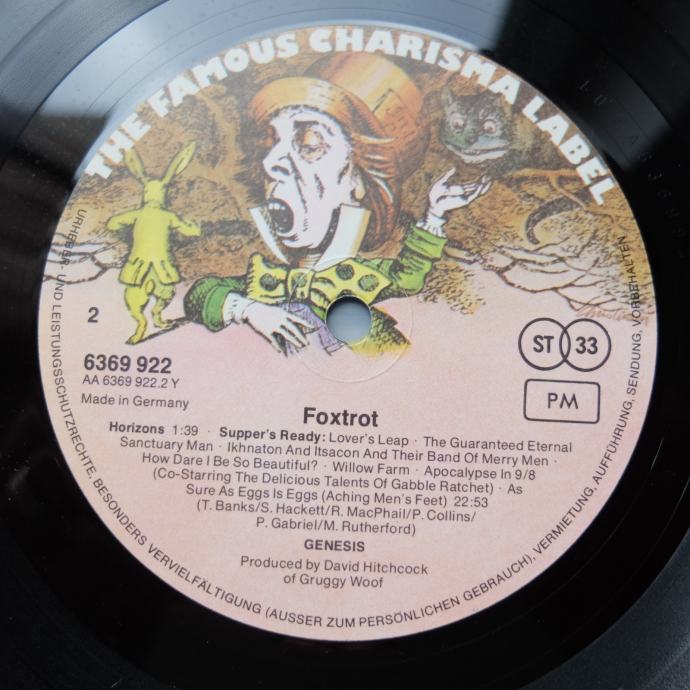 THE FAMOUS CHARISMA LABEL
2
6369 922
AA 6369 922.2 Y
Made in Germany
ST 33
PM
Foxtrot
Horizons 1:39 · Supper's Ready: Lover's Leap · The Guaranteed Eternal
Sanctuary Man · Ikhnaton And Itsacon And Their Band Of Merry Men ·
How Dare I Be So Beautiful? · Willow Farm · Apocalypse In 9/8
(Co-Starring The Delicious Talents Of Gabble Ratchet) · As
Sure As Eggs Is Eggs (Aching Men's Feet) 22:53
(T. Banks/S. Hackett/R. MacPhail/P. Collins/
P. Gabriel/M. Rutherford)
GENESIS
Produced by David Hitchcock
of Gruggy Woof
URHEBER- UND LEISTUNGSSCHUTZRECHTE, BESONDERS VERVIELFÄLTIGUNG (AUSSER ZUM PERSÖNLICHEN GEBRAUCH), VERMIETUNG, AUFFÜHRUNG, SENDUNG, VORBEHALTEN